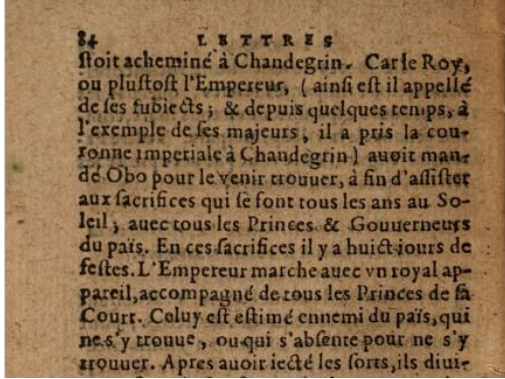 84 LETTRES
ſtoit acheminé à Chandegrin. Car le Roy,
ou pluſtoſt l'Empereur, (ainſi eſt il appellé
de ſes ſubiects; & depuis quelques temps, à
l'exemple de ſes majeurs, il a pris la cou-
ronne imperiale à Chandegrin) auoit man-
dé Obo pour le venir trouuer, à fin d'aſſiſter
aux ſacrifices qui ſe font tous les ans au So-
leil, auec tous les Princes & Gouuerneurs
du païs. En ces ſacrifices il y a huict iours de
feſtes. L'Empereur marche auec vn royal ap-
pareil, accompagné de tous les Princes de ſa
Court. Celuy eſt eſtimé ennemi du païs, qui
ne s'y trouue, ou qui s'abſente pour ne s'y
trouuer. Apres auoir iecté les ſorts, ils diui-